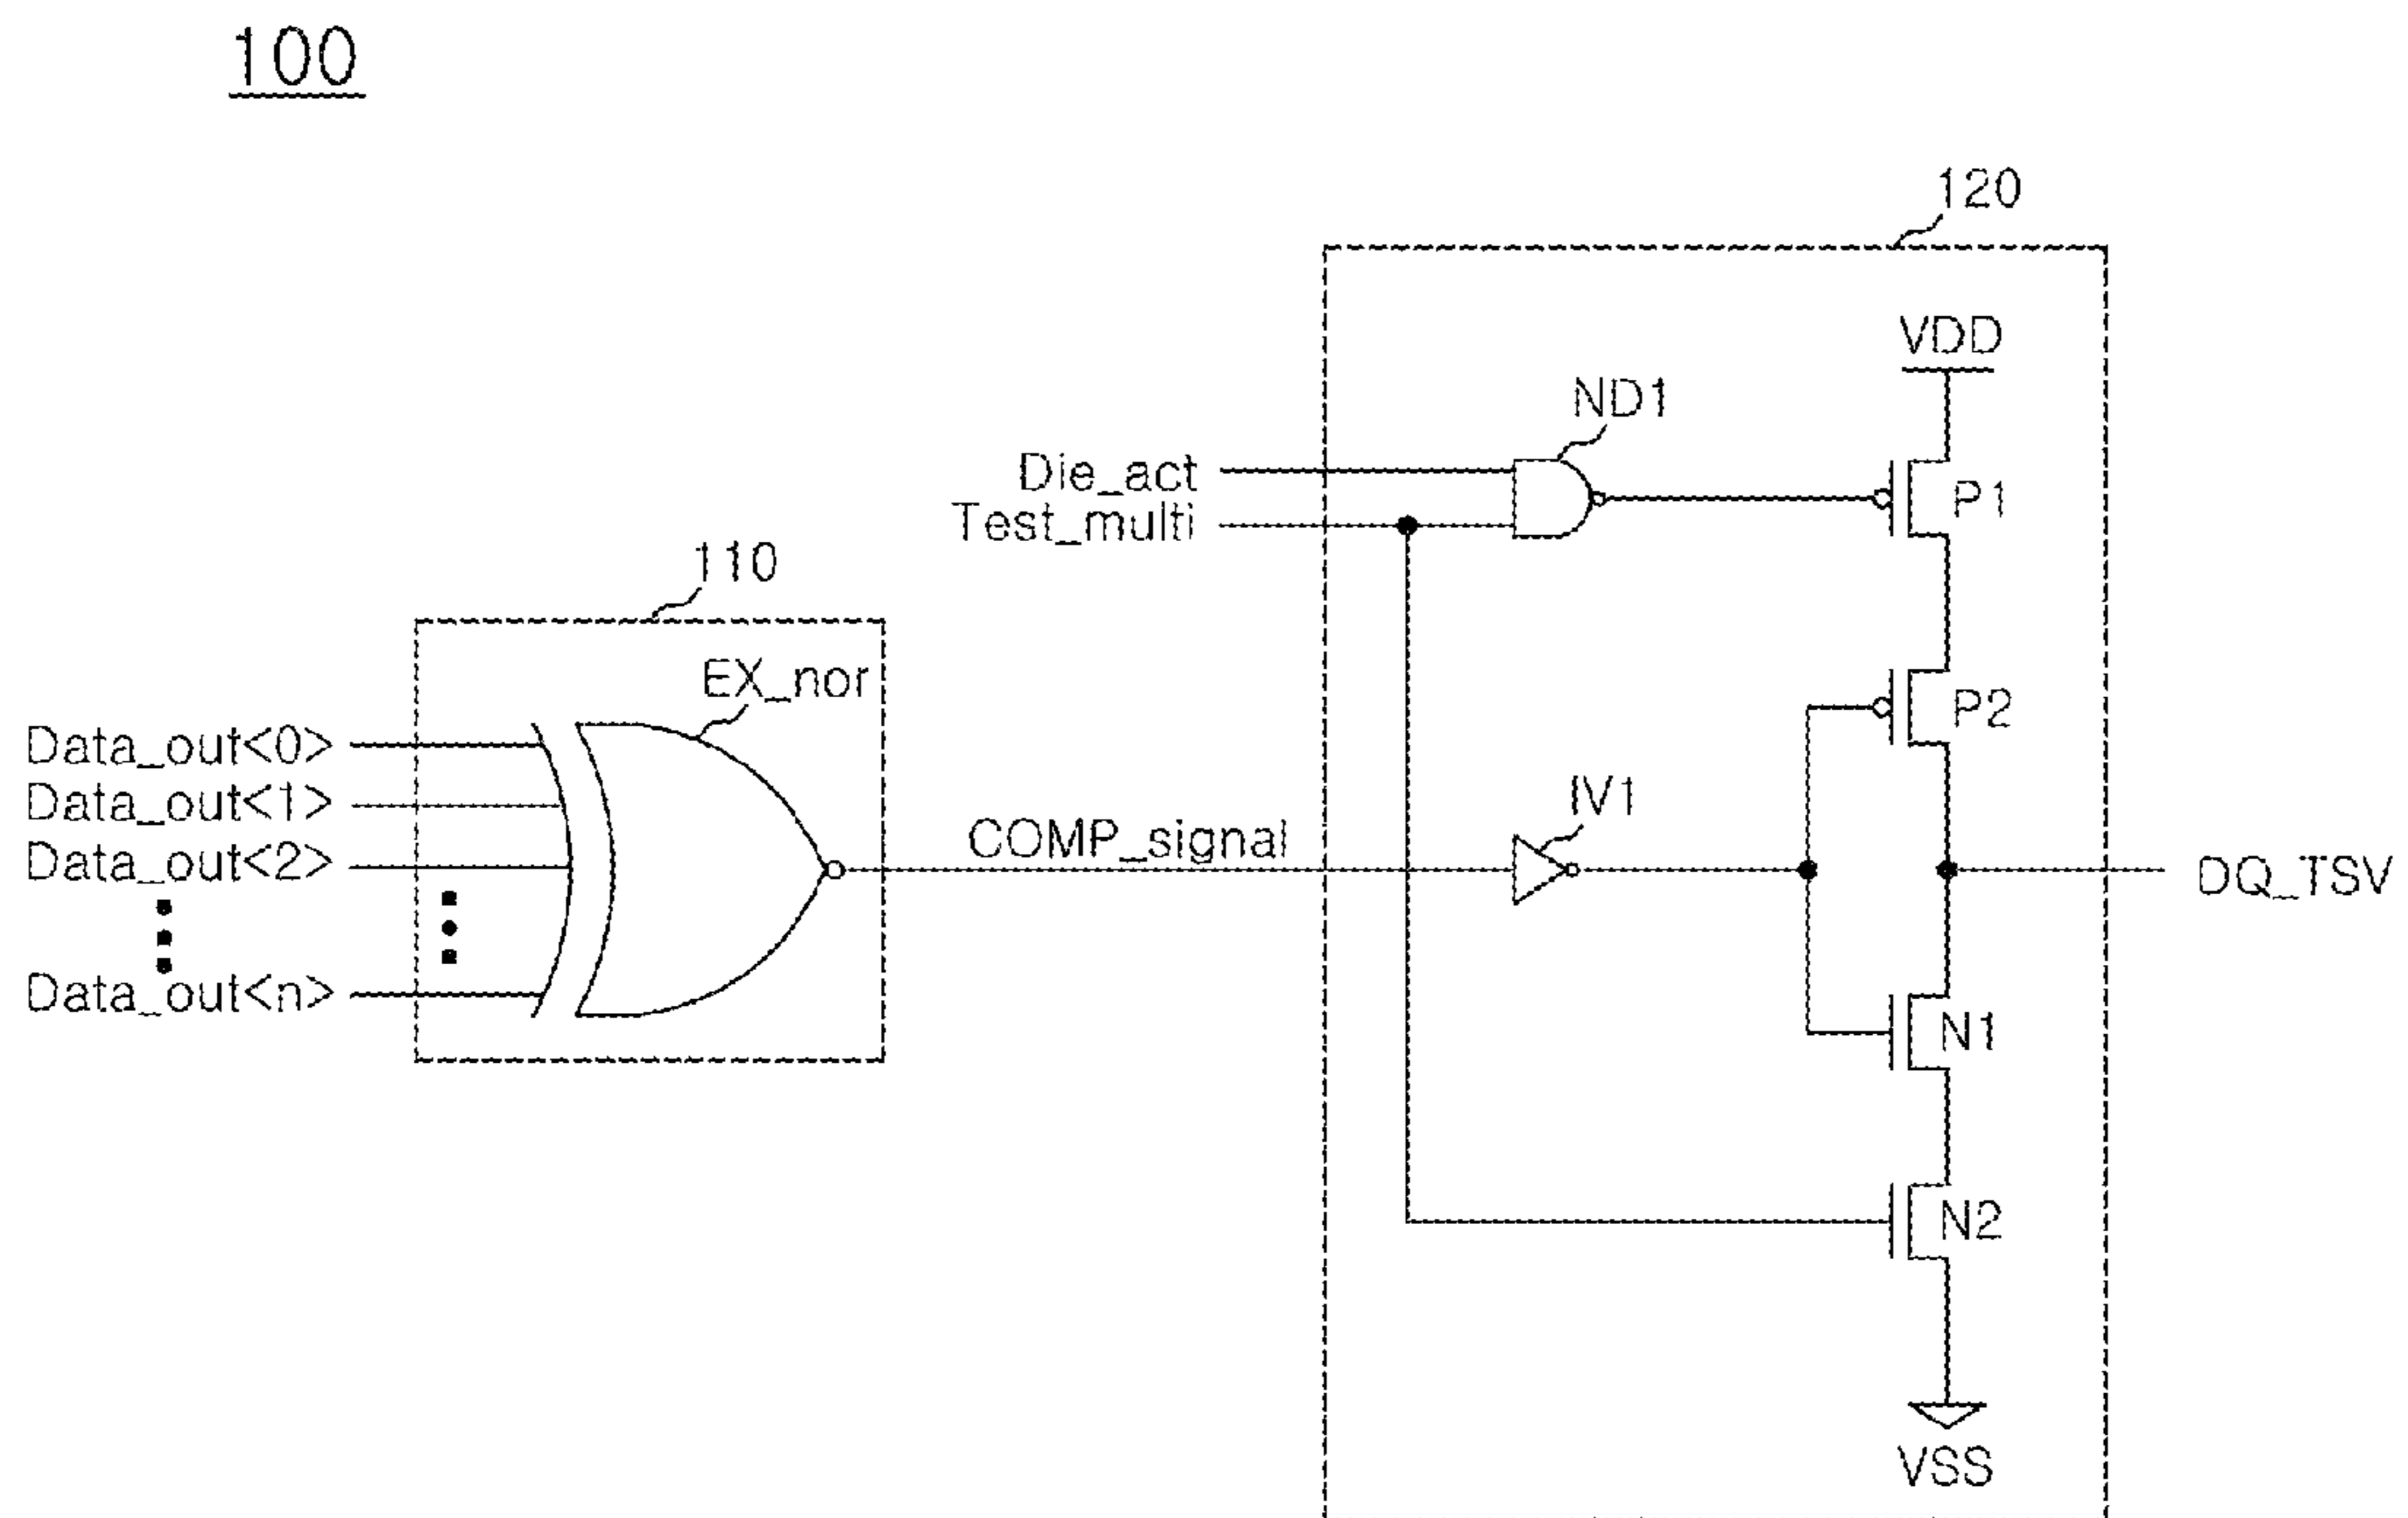 100
120
VDD
ND1
Die_act
P1
Test_multi
110
EX_nor
P2
Data_out<0>
IV1
Data_out<1>
COMP_signal
Data_out<2>
DQ_TSV
Data_out<n>
N1
N2
VSS